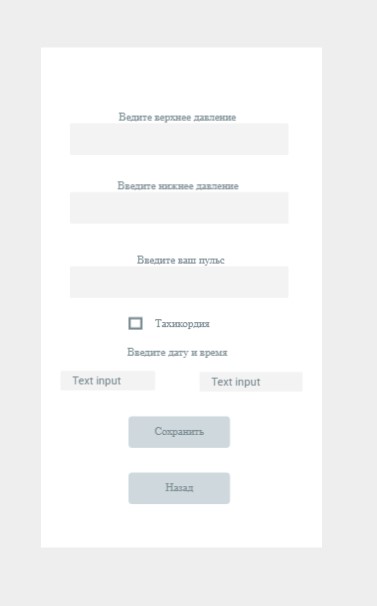 Ведите верхнее давление
Введите нижнее давление
Введите ваш пульс
Тахикордия
Введите дату и время
Text input Text input
Сохранить
Назад